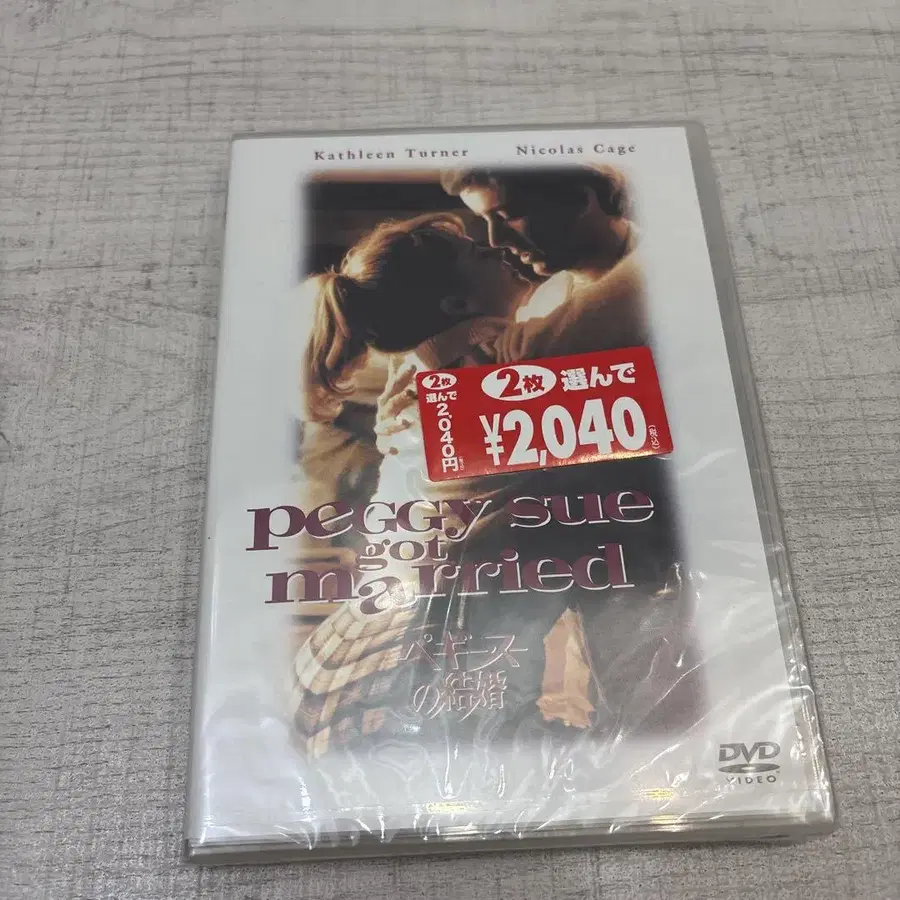 Kathleen Turner Nicolas Cage
2枚 選んで
¥2,040
2枚
選んで
2,040円
peggy sue
got
married
ペギー・スー
の結婚
DVD
VIDEO